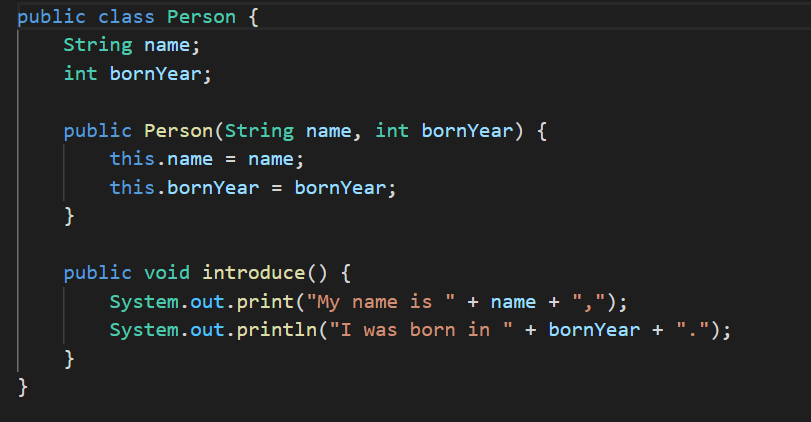 public class Person {
    String name;
    int bornYear;

    public Person(String name, int bornYear) {
        this.name = name;
        this.bornYear = bornYear;
    }

    public void introduce() {
        System.out.print("My name is " + name + ",");
        System.out.println("I was born in " + bornYear + ".");
    }
}